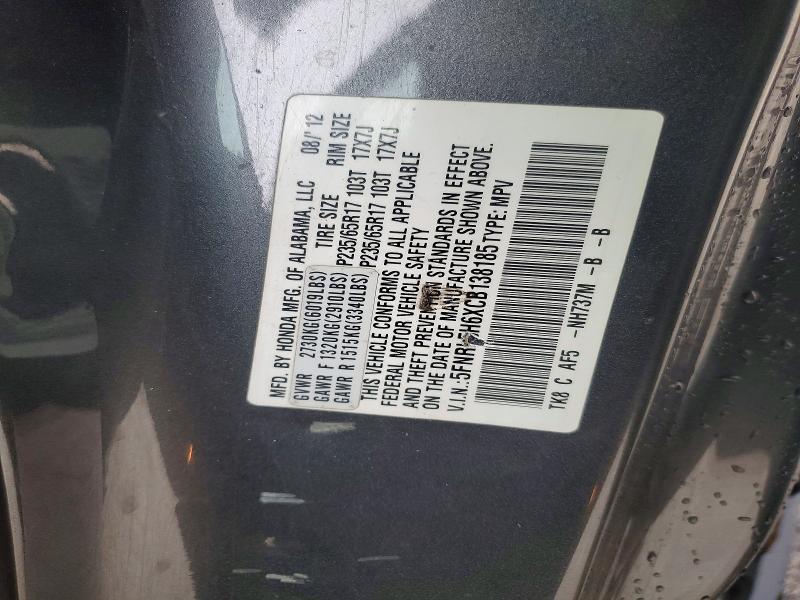 MFD. BY HONDA MFG. OF ALABAMA, LLC 08/'12
GVWR 2730KG(6019LBS) TIRE SIZE RIM SIZE
GAWR F 1320KG(2910LBS) P235/65R17 103T 17X7J
GAWR R 1515KG(3340LBS) P235/65R17 103T 17X7J
THIS VEHICLE CONFORMS TO ALL APPLICABLE
FEDERAL MOTOR VEHICLE SAFETY
AND THEFT PREVENTION STANDARDS IN EFFECT
ON THE DATE OF MANUFACTURE SHOWN ABOVE.
V.I.N.: TYPE: MPV
TK8 C AF5 -NH737M -B -B